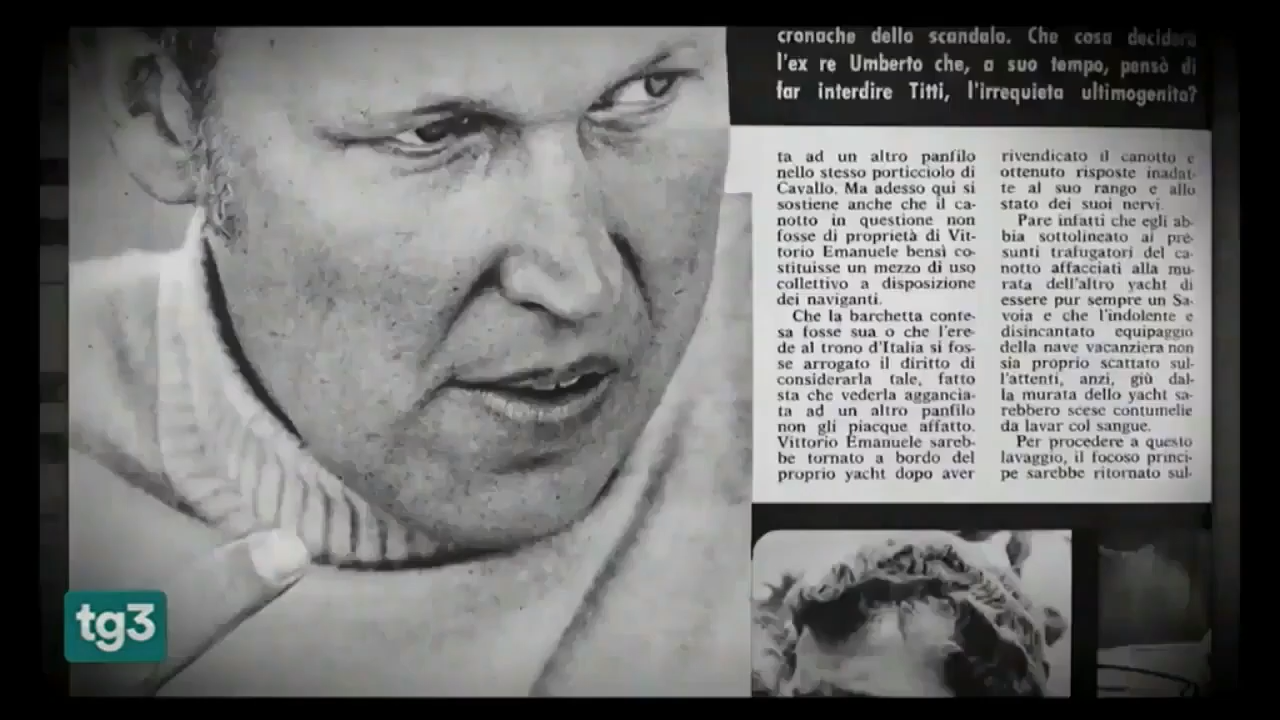 cronache dello scandalo. Che cosa deciderà
l'ex re Umberto che, a suo tempo, pensò di
far interdire Titti, l'irrequieta ultimogenita?
ta ad un altro panfilo
nello stesso porticciolo di
Cavallo. Ma adesso qui si
sostiene anche che il ca-
notto in questione non
fosse di proprietà di Vit-
torio Emanuele bensì co-
stituisse un mezzo di uso
collettivo a disposizione
dei naviganti.
Che la barchetta conte-
sa fosse sua o che l'ere-
de al trono d'Italia si fos-
se arrogato il diritto di
considerarla tale, fatto
sta che vederla aggancia-
ta ad un altro panfilo
non gli piacque affatto.
Vittorio Emanuele sareb-
be tornato a bordo del
proprio yacht dopo aver
rivendicato il canotto e
ottenuto risposte inadat-
te al suo rango e allo
stato dei suoi nervi.
Pare infatti che egli ab-
bia sottolineato ai pre-
sunti trafugatori del ca-
notto affacciati alla mu-
rata dell'altro yacht di
essere pur sempre un Sa-
voia e che l'indolente e
disincantato equipaggio
della nave vacanziera non
sia proprio scattato sul-
l'attenti, anzi, giù dal-
la murata dello yacht sa-
rebbero scese contumelie
da lavar col sangue.
Per procedere a questo
lavaggio, il focoso princi-
pe sarebbe ritornato sul-
tg3